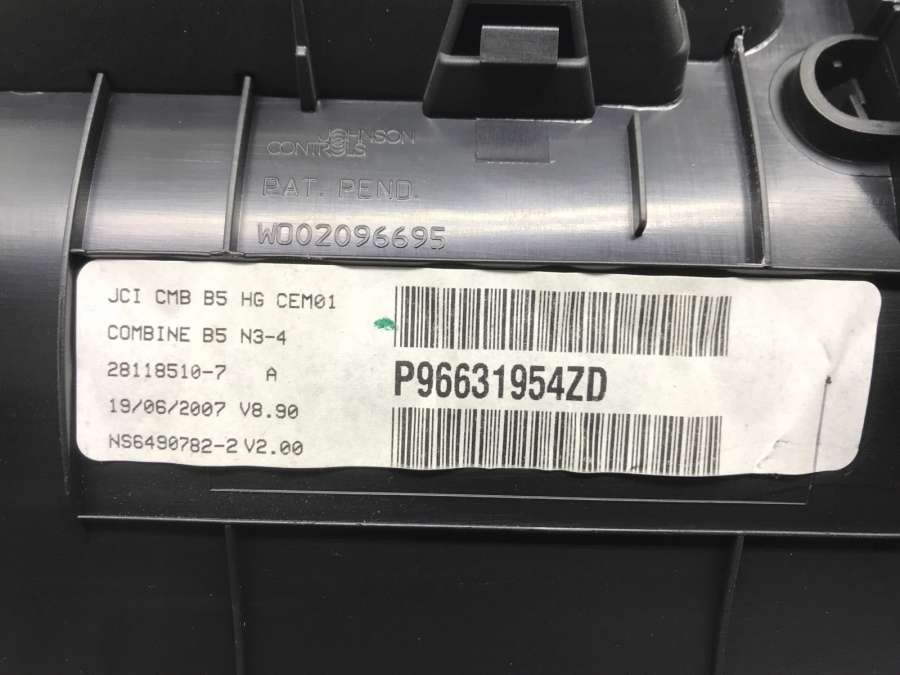 JOHNSON
CONTROLS
PAT. PEND.
WO02096695
JCI CMB B5 HG CEM01
COMBINE B5 N3-4
28118510-7 A
19/06/2007 V8.90
NS6490782-2 V2.00
P96631954ZD